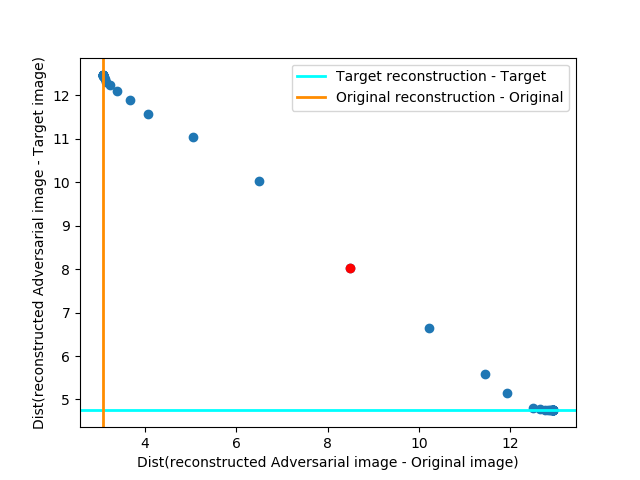 Target reconstruction - Target
Original reconstruction - Original
Dist(reconstructed Adversarial image - Target image)
12
11
10
9
8
7
6
5
4 6 8 10 12
Dist(reconstructed Adversarial image - Original image)